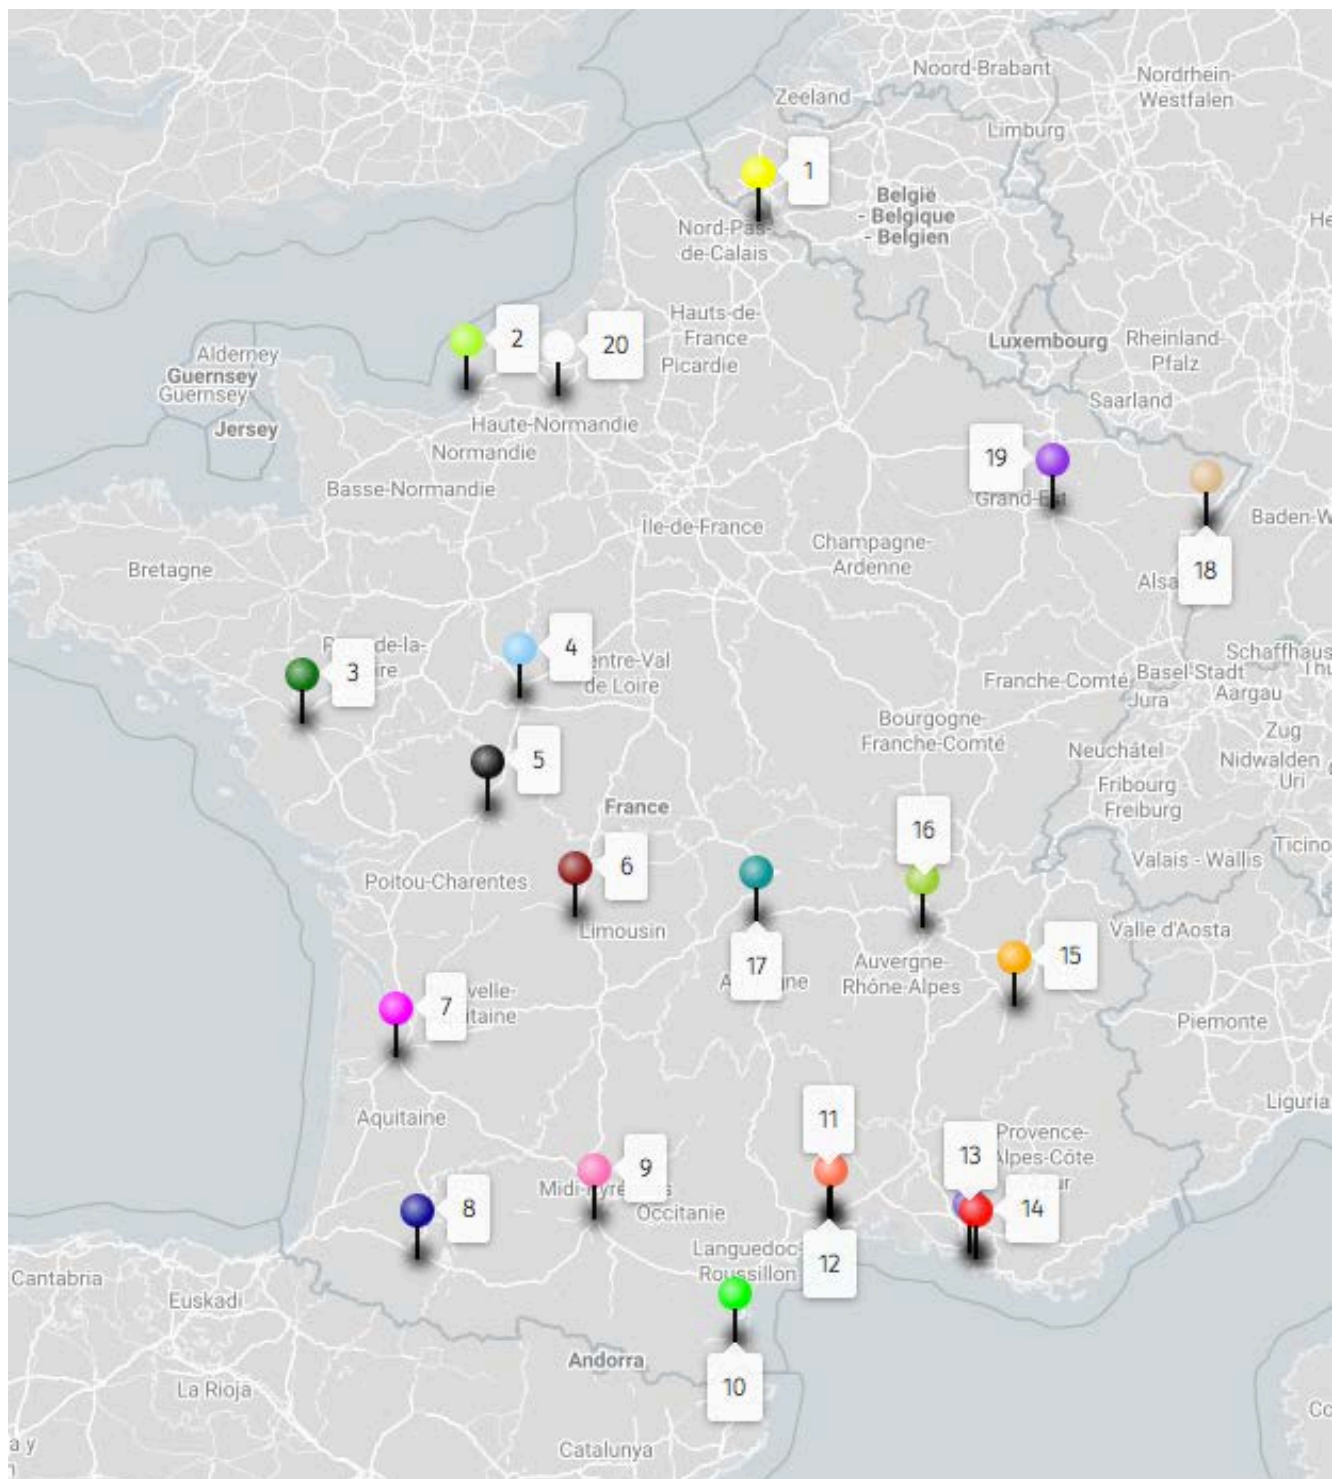 Noord-Brabant
Nordrhein-
Westfalen
Zeeland
Limburg
1
België
- Belgique
- Belgien
Nord-Pas-
de-Calais
2
20
Hauts-de-
France
Picardie
Luxembourg
Rheinland-
Pfalz
Alderney
Guernsey
Guernsey
Jersey
Saarland
Haute-Normandie
Normandie
Basse-Normandie
19
Île-de-France
Champagne-
Ardenne
18
Bretagne
3
4
de Loire
Schaffhaus
Franche-Comté
Basel-Stadt
Jura
Aargau
Bourgogne-
Franche-Comté
Zug
Neuchâtel
Nidwalden
Uri
5
Fribourg
Freiburg
France
16
Ticino
Valais - Wallis
6
Poitou-Charentes
Limousin
Valle d'Aosta
17
15
Auvergne-
Rhône-Alpes
7
Piemonte
Aquitaine
11
Liguria
Provence-
13
9
Occitanie
8
14
Languedoc-
Roussillon
12
Cantabria
Euskadi
Andorra
10
La Rioja
Catalunya